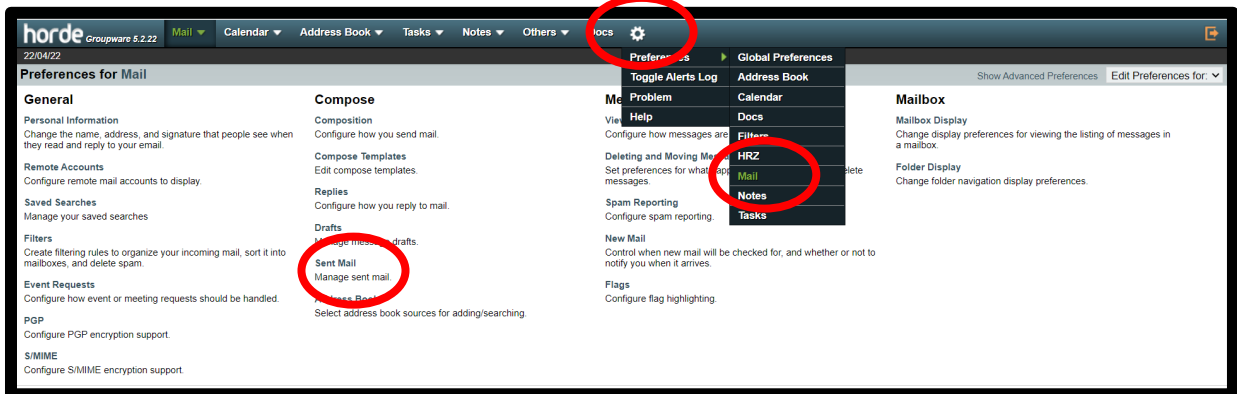 horde Groupware 5.2.22 Mail Calendar Address Book Tasks Notes Others Docs
22/04/22
Preferences for Mail
Show Advanced Preferences Edit Preferences for:
Preferences
Toggle Alerts Log
Problem
Help
Global Preferences
Address Book
Calendar
Docs
Filters
HRZ
Mail
Notes
Tasks
General
Personal Information
Change the name, address, and signature that people see when
they read and reply to your email.
Remote Accounts
Configure remote mail accounts to display.
Saved Searches
Manage your saved searches
Filters
Create filtering rules to organize your incoming mail, sort it into
mailboxes, and delete spam.
Event Requests
Configure how event or meeting requests should be handled.
PGP
Configure PGP encryption support.
S/MIME
Configure S/MIME encryption support.
Compose
Composition
Configure how you send mail.
Compose Templates
Edit compose templates.
Replies
Configure how you reply to mail.
Drafts
Manage message drafts.
Sent Mail
Manage sent mail.
Address Book
Select address book sources for adding/searching.
Configure how messages are
Deleting and Moving
Set preferences for what
messages.
Spam Reporting
Configure spam reporting.
New Mail
Control when new mail will be checked for, and whether or not to
notify you when it arrives.
Flags
Configure flag highlighting.
Mailbox
Mailbox Display
Change display preferences for viewing the listing of messages in
a mailbox.
Folder Display
Change folder navigation display preferences.